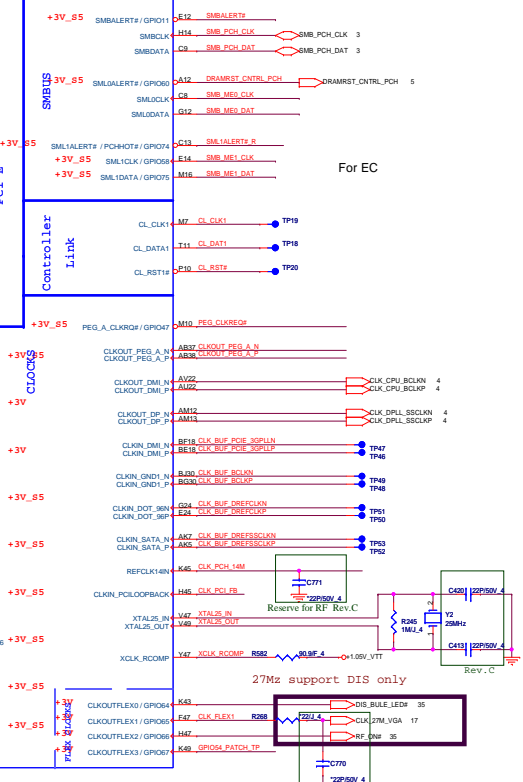 +3V_S5 SMBALERT# / GPIO11 E12 SMBALERT#
SMBCLK H14 SMB_PCH_CLK SMB_PCH_CLK 3
SMBDATA C9 SMB_PCH_DAT SMB_PCH_DAT 3
SMBUS
+3V_S5 SML0ALERT# / GPIO60 A12 DRAMRST_CNTRL_PCH DRAMRST_CNTRL_PCH 5
SML0CLK C8 SMB_ME0_CLK
SML0DATA G12 SMB_ME0_DAT
+3V_S5 SML1ALERT# / PCHHOT# / GPIO74 C13 SML1ALERT#_R
+3V_S5 SML1CLK / GPIO58 E14 SMB_ME1_CLK
+3V_S5 SML1DATA / GPIO75 M16 SMB_ME1_DAT
For EC
Controller
Link
CL_CLK1 M7 CL_CLK1 TP19
CL_DATA1 T11 CL_DAT1 TP18
CL_RST1# P10 CL_RST# TP20
CLOCKS
+3V_S5 PEG_A_CLKRQ# / GPIO47 M10 PEG_CLKREQ#
+3V_S5
CLKOUT_PEG_A_N AB37 CLKOUT_PEG_A_N
CLKOUT_PEG_A_P AB38 CLKOUT_PEG_A_P
CLKOUT_DMI_N AV22 CLK_CPU_BCLKN 4
CLKOUT_DMI_P AU22 CLK_CPU_BCLKP 4
+3V
CLKOUT_DP_N AM12 CLK_DPLL_SSCLKN 4
CLKOUT_DP_P AM13 CLK_DPLL_SSCLKP 4
+3V
CLKIN_DMI_N BF18 CLK_BUF_PCIE_3GPLLN TP47
CLKIN_DMI_P BE18 CLK_BUF_PCIE_3GPLLP TP46
CLKIN_GND1_N BJ30 CLK_BUF_BCLKN TP49
CLKIN_GND1_P BG30 CLK_BUF_BCLKP TP48
+3V_S5
CLKIN_DOT_96N G24 CLK_BUF_DREFCLKN TP51
CLKIN_DOT_96P E24 CLK_BUF_DREFCLKP TP50
+3V_S5
CLKIN_SATA_N AK7 CLK_BUF_DREFSSCLKN TP53
CLKIN_SATA_P AK5 CLK_BUF_DREFSSCLKP TP52
REFCLK14IN K45 CLK_PCH_14M
C771
*22P/50V_4
Reserve for RF Rev.C
+3V_S5
CLKIN_PCILOOPBACK H45 CLK_PCI_FB
XTAL25_IN V47 XTAL25_IN
XTAL25_OUT V49 XTAL25_OUT
C420 22P/50V_4
R245
1M/J_4
2
Y2
25MHz
1
C413 22P/50V_4
Rev.C
+3V_S5
XCLK_RCOMP Y47 XCLK_RCOMP R582 90.9/F_4 +1.05V_VTT
27Mz support DIS only
+3V_S5
+3V CLKOUTFLEX0 / GPIO64 K43 DIS_BULE_LED# 35
+3V_S5
+3V CLKOUTFLEX1 / GPIO65 F47 CLK_FLEX1 R268 *22/J_4 CLK_27M_VGA 17
+3V CLKOUTFLEX2 / GPIO66 H47 RF_ON# 35
+3V_S5
+3V CLKOUTFLEX3 / GPIO67 K49 GPIO54_PATCH_TP
C770
*22P/50V_4